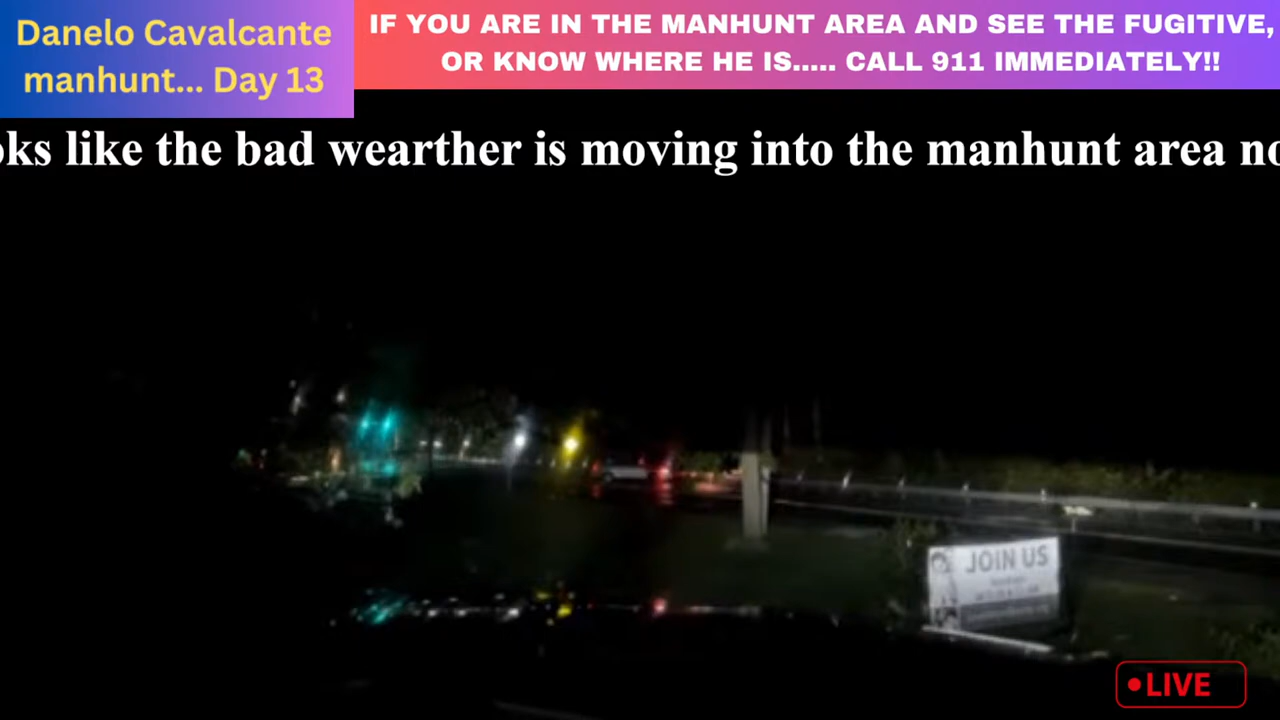 Danelo Cavalcante
manhunt... Day 13
IF YOU ARE IN THE MANHUNT AREA AND SEE THE FUGITIVE,
OR KNOW WHERE HE IS..... CALL 911 IMMEDIATELY!!
oks like the bad wearther is moving into the manhunt area no
JOIN US
LIVE